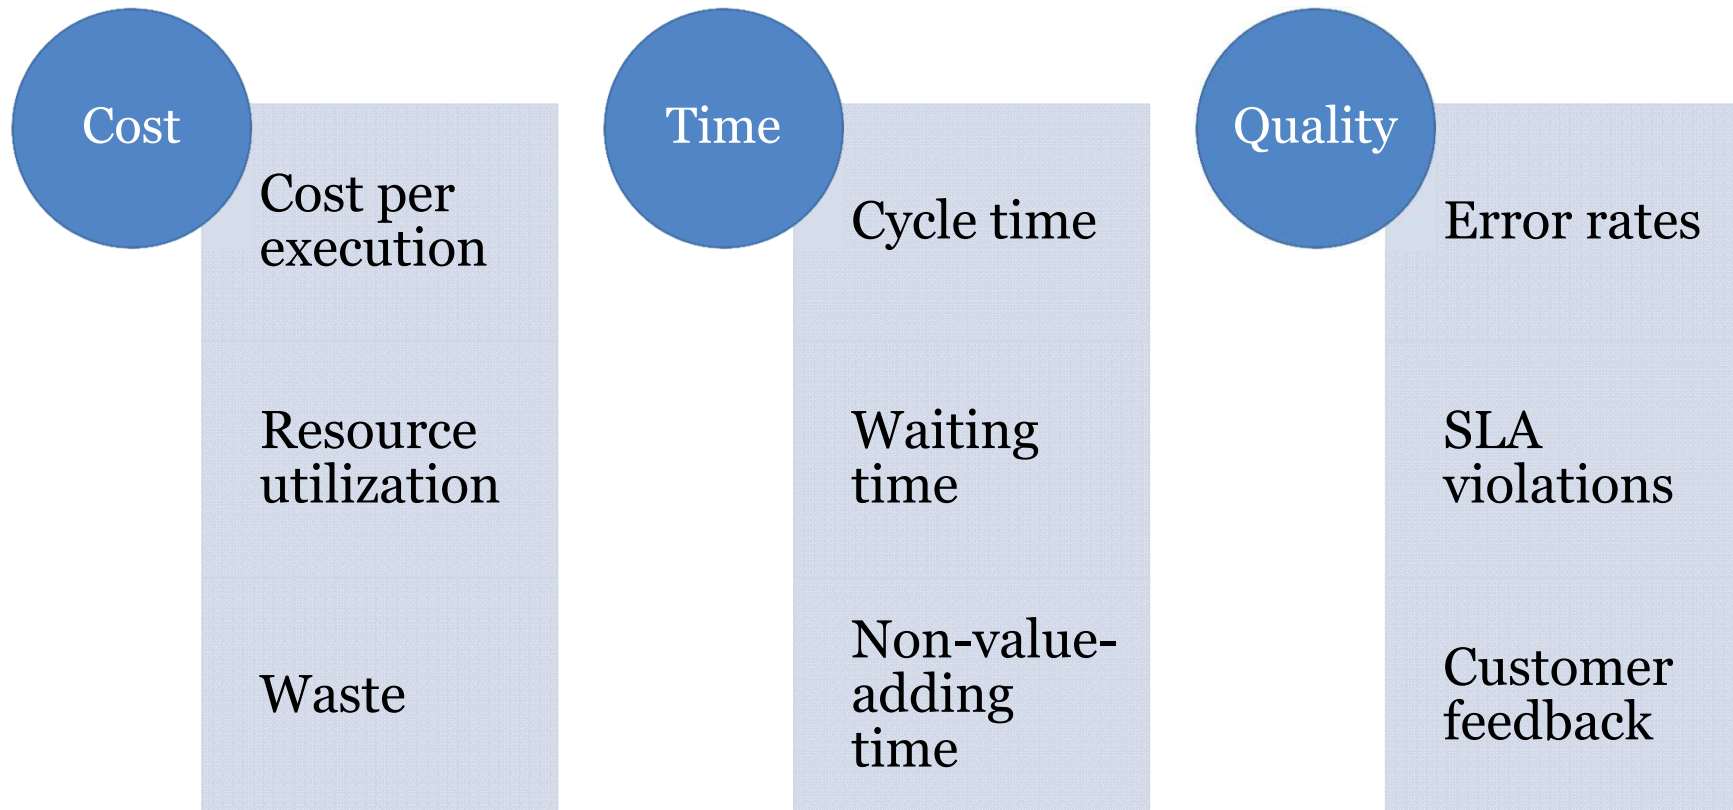 Cost
Cost per
execution
Resource
utilization
Waste
Time
Cycle time
Waiting
time
Non-value-
adding
time
Quality
Error rates
SLA
violations
Customer
feedback